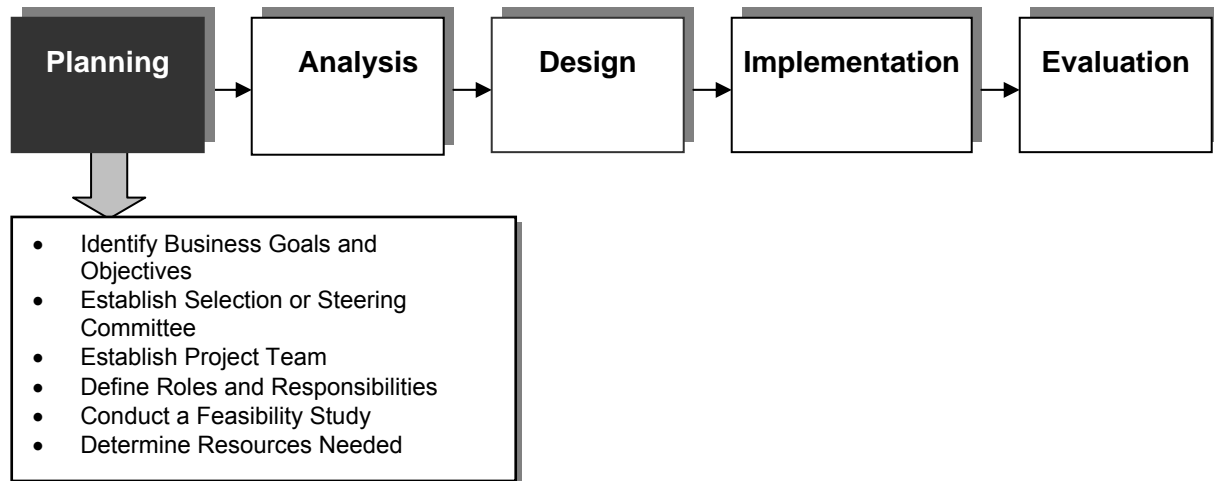 Planning
Analysis
Design
Implementation
Evaluation
• Identify Business Goals and
Objectives
• Establish Selection or Steering
Committee
• Establish Project Team
• Define Roles and Responsibilities
• Conduct a Feasibility Study
• Determine Resources Needed